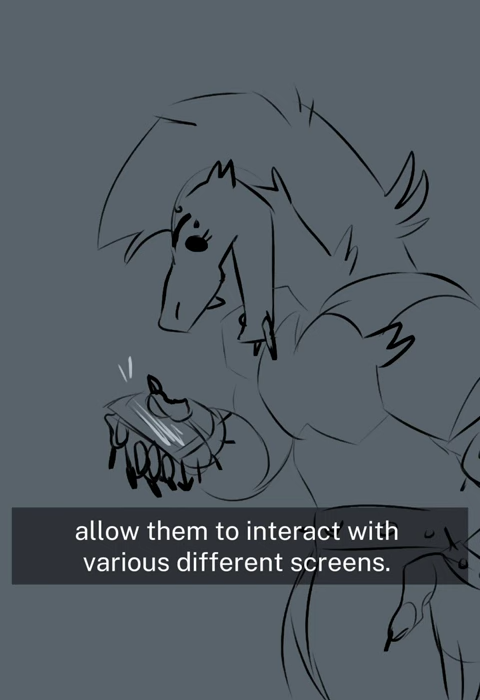 allow them to interact with
various different screens.